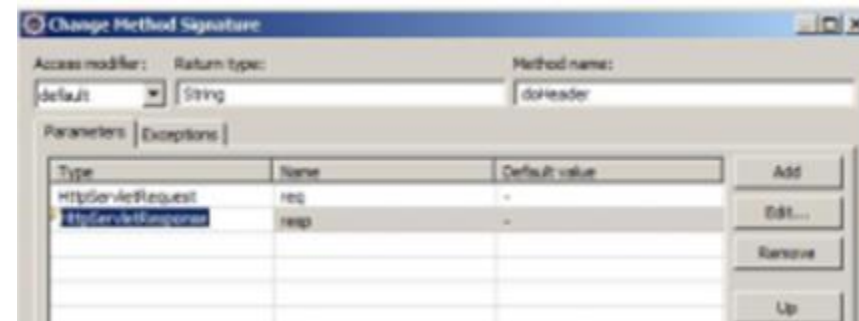 Change Method Signature
Access modifier: Return type: Method name:
default String doHeader
Parameters Exceptions
Type Name Default value
HttpServletRequest req -
HttpServletResponse resp -
Add
Edit...
Remove
Up